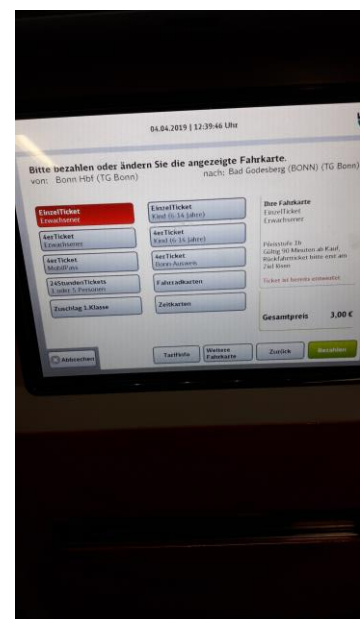 04.04.2019 | 12:39:46 Uhr
Bitte bezahlen oder ändern Sie die angezeigte Fahrkarte.
von: Bonn Hbf (TG Bonn) nach: Bad Godesberg (BONN) (TG Bonn)
EinzelTicket
Erwachsener
EinzelTicket
Kind (6-14 Jahre)
4erTicket
Erwachsener
4erTicket
Kind (6-14 Jahre)
4erTicket
MobilPass
4erTicket
Bonn-Ausweis
24StundenTickets
1 oder 5 Personen
Fahrradkarten
Zuschlag 1.Klasse
Zeitkarten
Ihre Fahrkarte
EinzelTicket
Erwachsener
Preisstufe 1b
Gültig 90 Minuten ab Kauf.
Rückfahrticket bitte erst am
Ziel lösen
Ticket ist bereits entwertet
Gesamtpreis 3,00 €
Abbrechen
Tarifinfo
Weitere
Fahrkarte
Zurück
Bezahlen